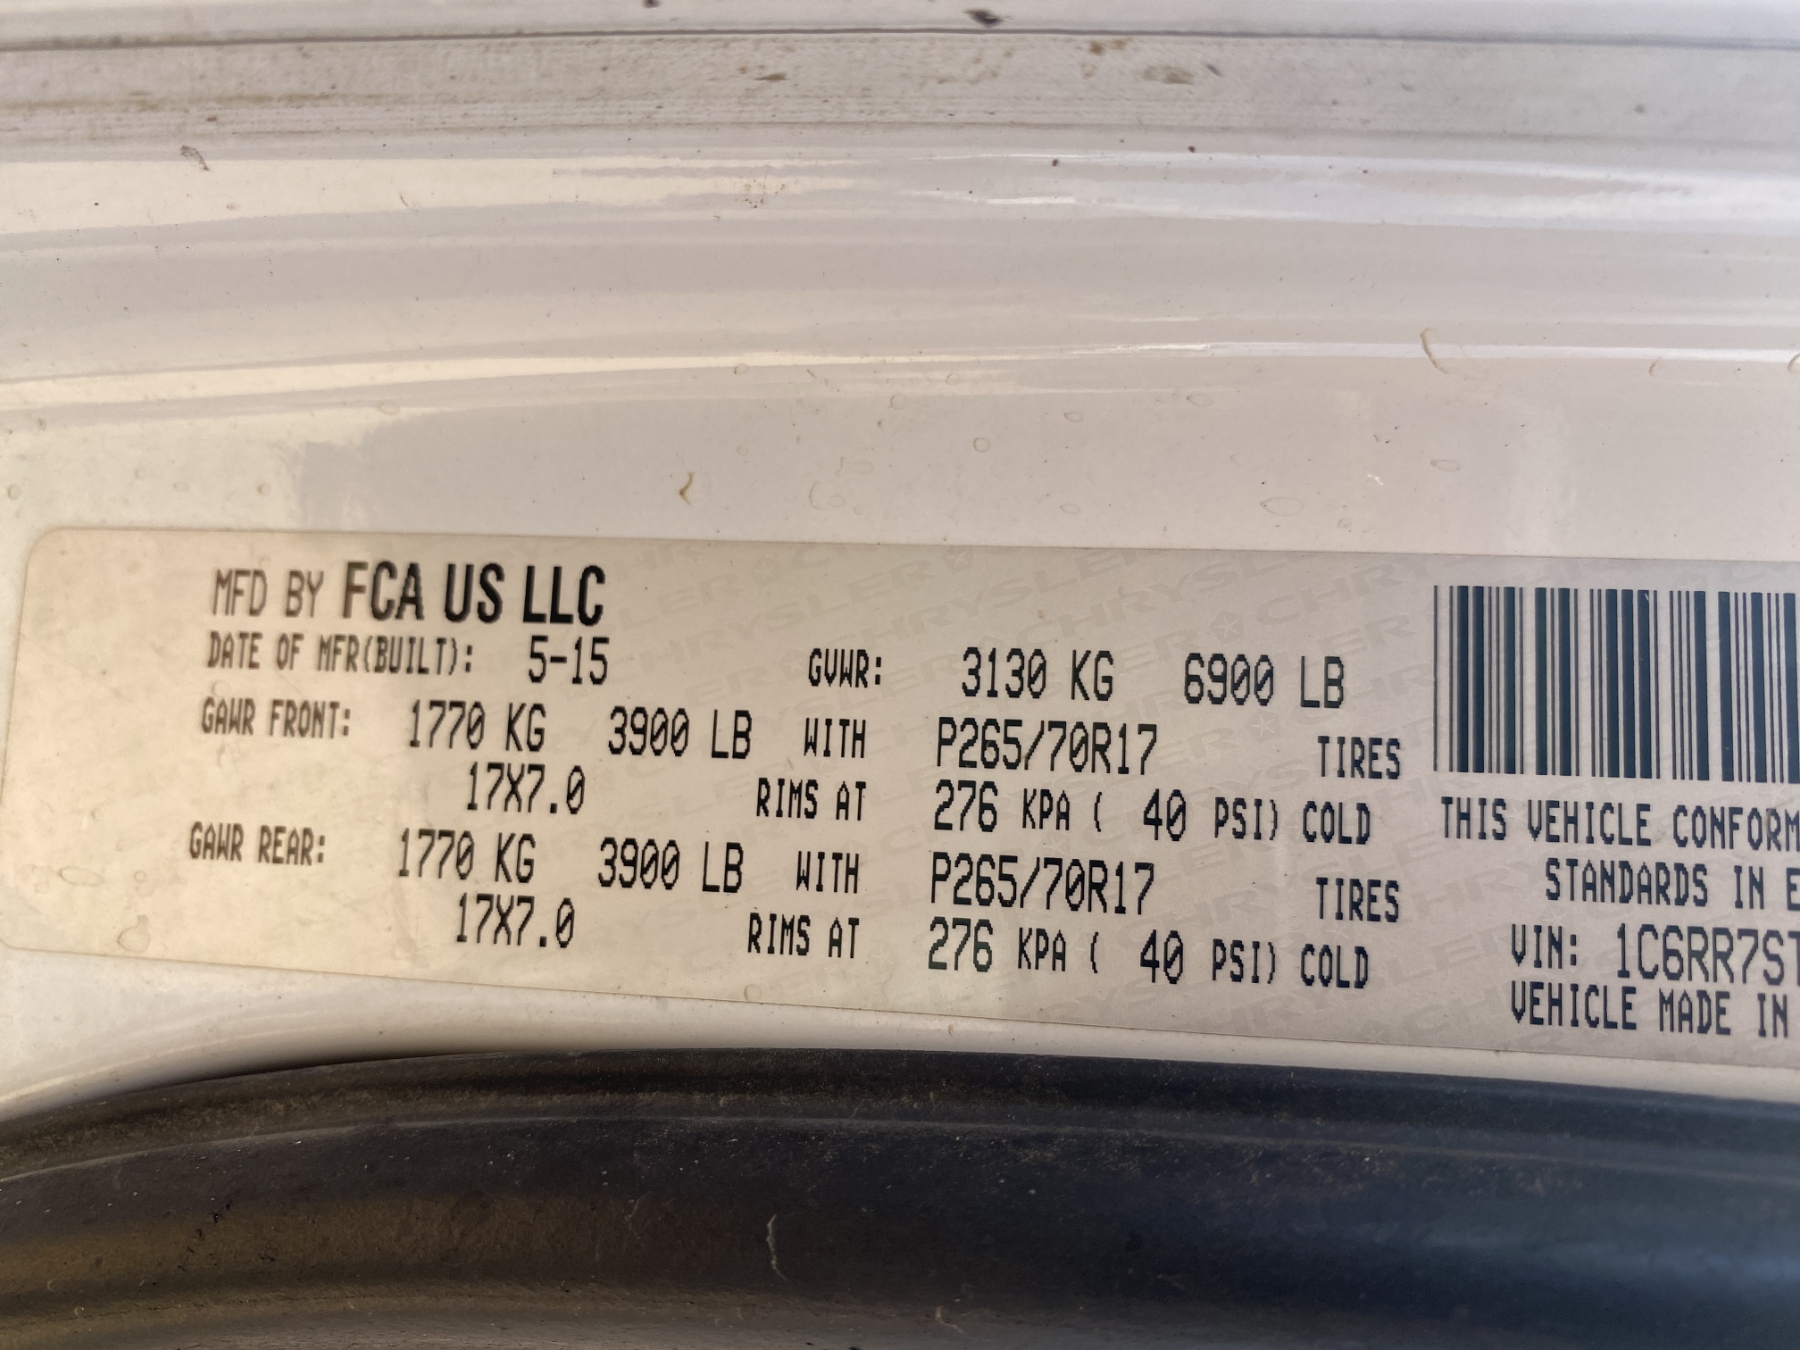 MFD BY FCA US LLC
DATE OF MFR(BUILT): 5-15 GVWR: 3130 KG 6900 LB
GAWR FRONT: 1770 KG 3900 LB WITH P265/70R17 TIRES
17X7.0 RIMS AT 276 KPA ( 40 PSI) COLD
GAWR REAR: 1770 KG 3900 LB WITH P265/70R17 TIRES
17X7.0 RIMS AT 276 KPA ( 40 PSI) COLD
THIS VEHICLE CONFORM
STANDARDS IN E
VIN: 1C6RR7ST
VEHICLE MADE IN